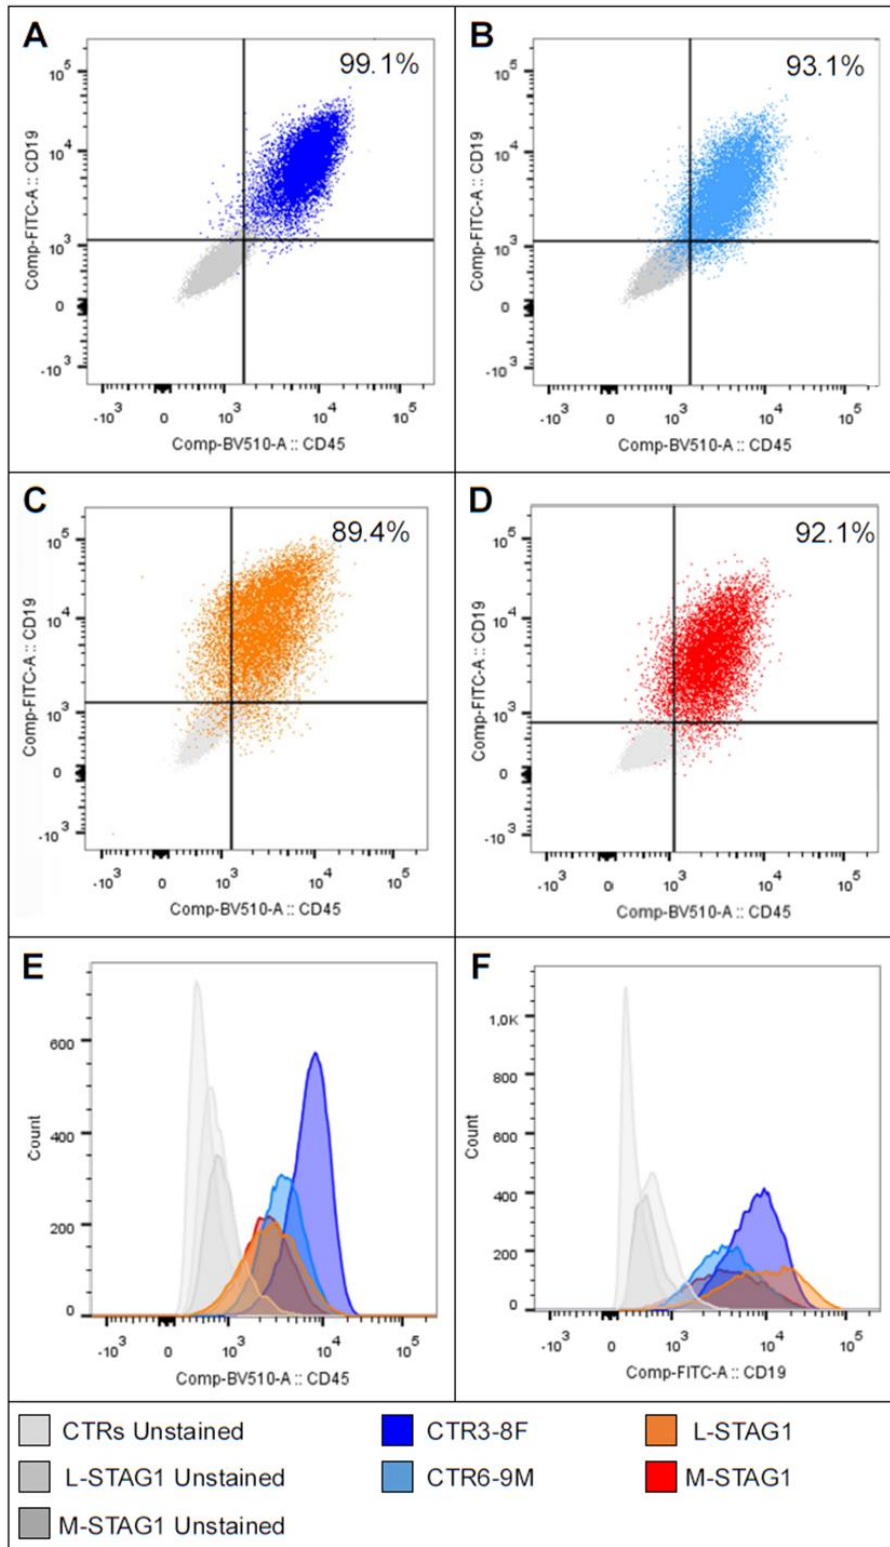 A
99.1%
10^5
10^4
10^3
0
-10^3
Comp-FITC-A :: CD19
-10^3 0 10^3 10^4 10^5
Comp-BV510-A :: CD45
B
93.1%
10^5
10^4
10^3
0
-10^3
Comp-FITC-A :: CD19
-10^3 0 10^3 10^4 10^5
Comp-BV510-A :: CD45
C
89.4%
10^5
10^4
10^3
0
-10^3
Comp-FITC-A :: CD19
-10^3 0 10^3 10^4 10^5
Comp-BV510-A :: CD45
D
92.1%
10^5
10^4
10^3
0
-10^3
Comp-FITC-A :: CD19
-10^3 0 10^3 10^4 10^5
Comp-BV510-A :: CD45
E
600
400
200
0
Count
-10^3 0 10^3 10^4 10^5
Comp-BV510-A :: CD45
F
1,0K
800
600
400
200
0
Count
-10^3 0 10^3 10^4 10^5
Comp-FITC-A :: CD19
CTRs Unstained
CTR3-8F
L-STAG1
L-STAG1 Unstained
CTR6-9M
M-STAG1
M-STAG1 Unstained